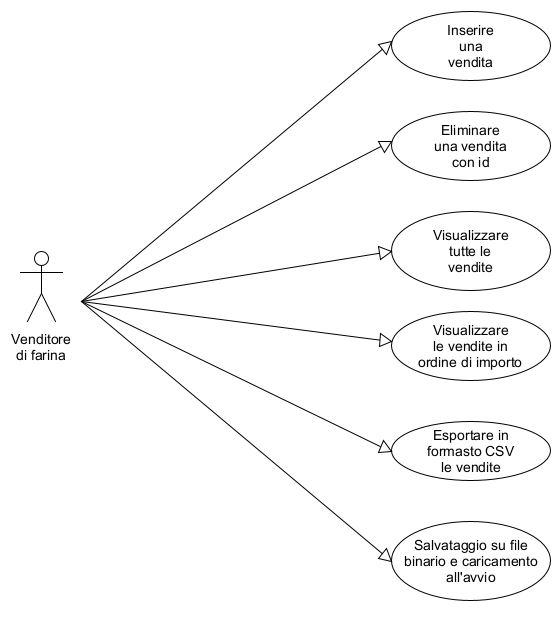 Inserire
una
vendita
Eliminare
una vendita
con id
Visualizzare
tutte le
vendite
Venditore
di farina
Visualizzare
le vendite in
ordine di importo
Esportare in
formasto CSV
le vendite
Salvataggio su file
binario e caricamento
all'avvio